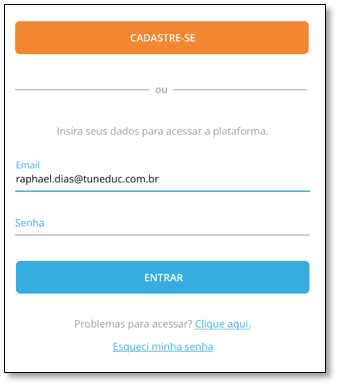 CADASTRE-SE
ou
Insira seus dados para acessar a plataforma.
Email
raphael.dias@tuneduc.com.br
Senha
ENTRAR
Problemas para acessar? Clique aqui.
Esqueci minha senha